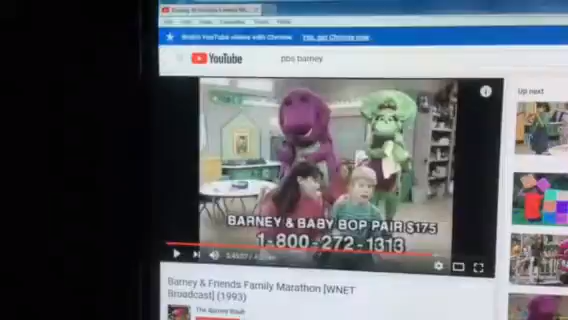 Watch YouTube videos with Chrome. Yes, get Chrome now.
YouTube
pbs barney
Up next
BARNEY & BABY BOP PAIR $175
1-800-272-1313
Barney & Friends Family Marathon [WNET
Broadcast] (1993)
The Barney Vault